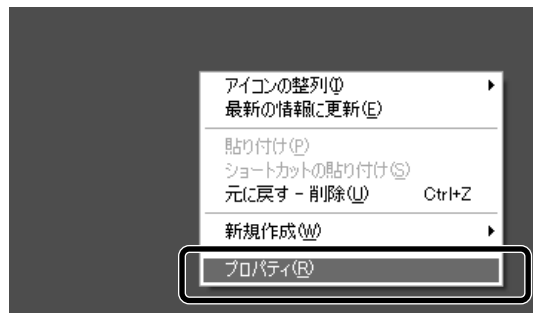 アイコンの整列(I)
最新の情報に更新(E)
貼り付け(P)
ショートカットの貼り付け(S)
元に戻す - 削除(U) Ctrl+Z
新規作成(W)
プロパティ(R)